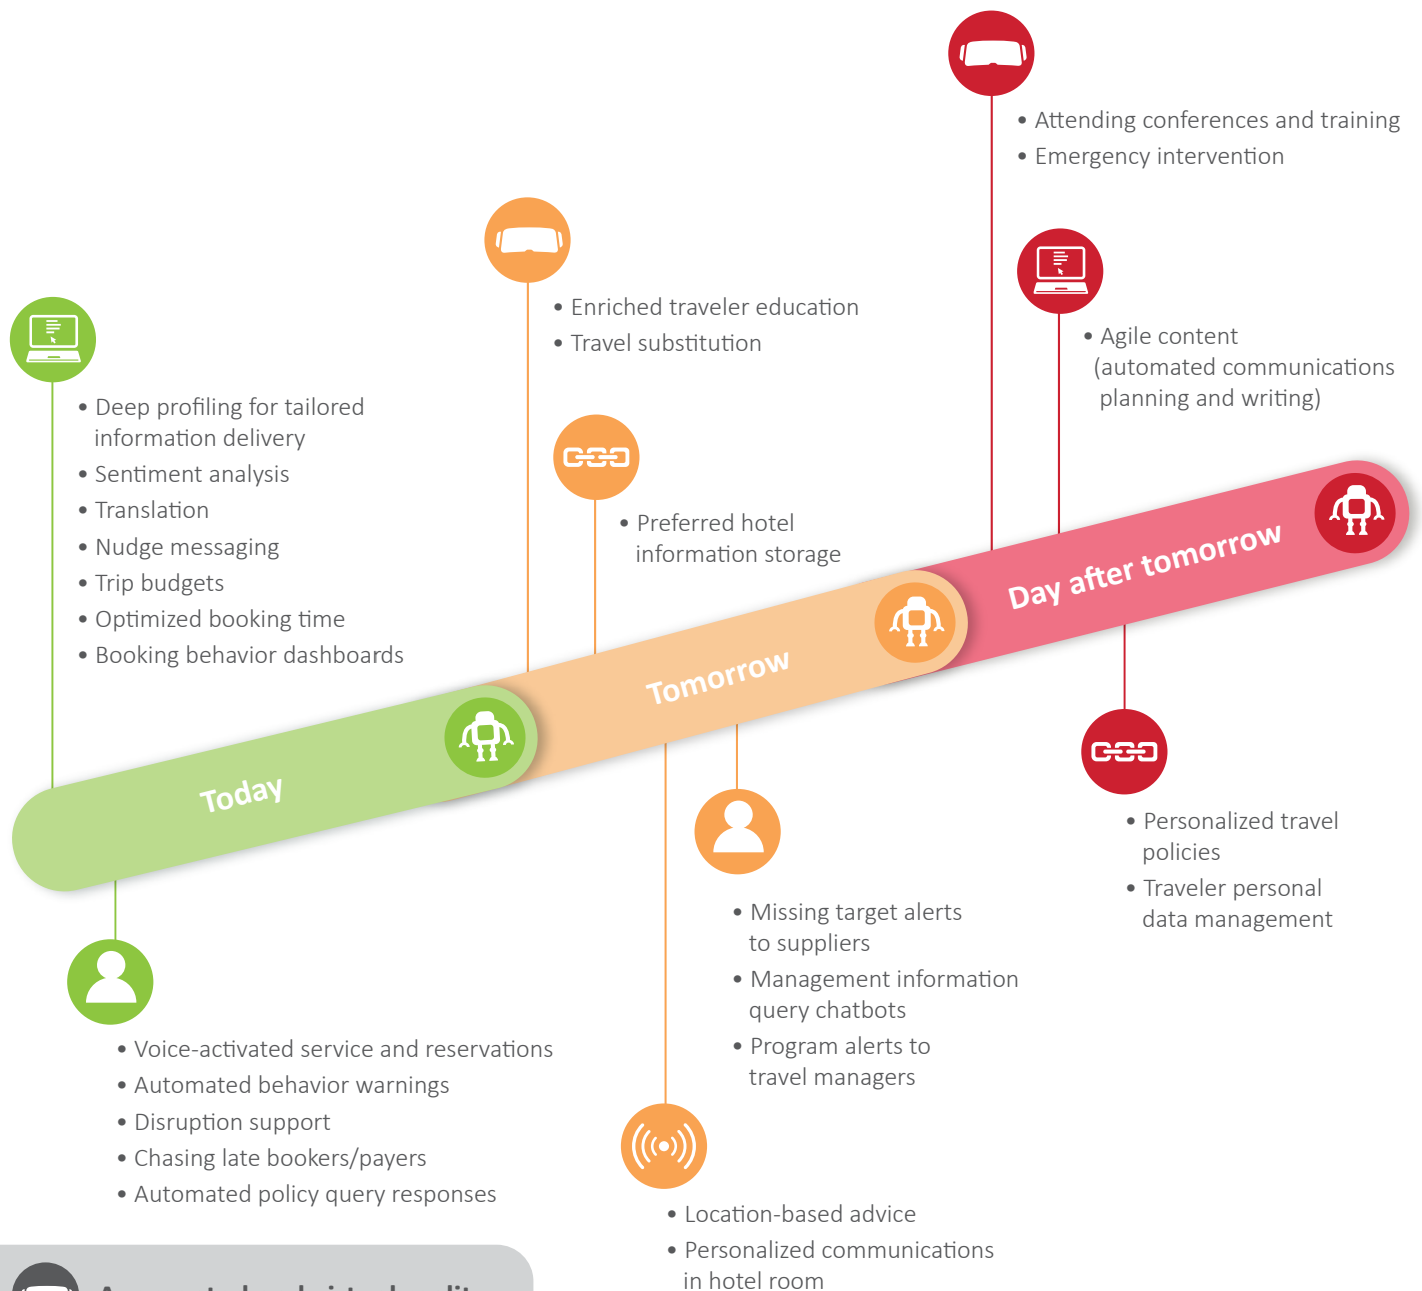 • Attending conferences and training
• Emergency intervention
• Enriched traveler education
• Travel substitution
• Agile content
(automated communications
planning and writing)
• Deep profiling for tailored
information delivery
• Sentiment analysis
• Translation
• Nudge messaging
• Trip budgets
• Optimized booking time
• Booking behavior dashboards
• Preferred hotel
information storage
Day after tomorrow
Tomorrow
Today
• Personalized travel
policies
• Traveler personal
data management
• Missing target alerts
to suppliers
• Management information
query chatbots
• Program alerts to
travel managers
• Voice-activated service and reservations
• Automated behavior warnings
• Disruption support
• Chasing late bookers/payers
• Automated policy query responses
• Location-based advice
• Personalized communications
in hotel room